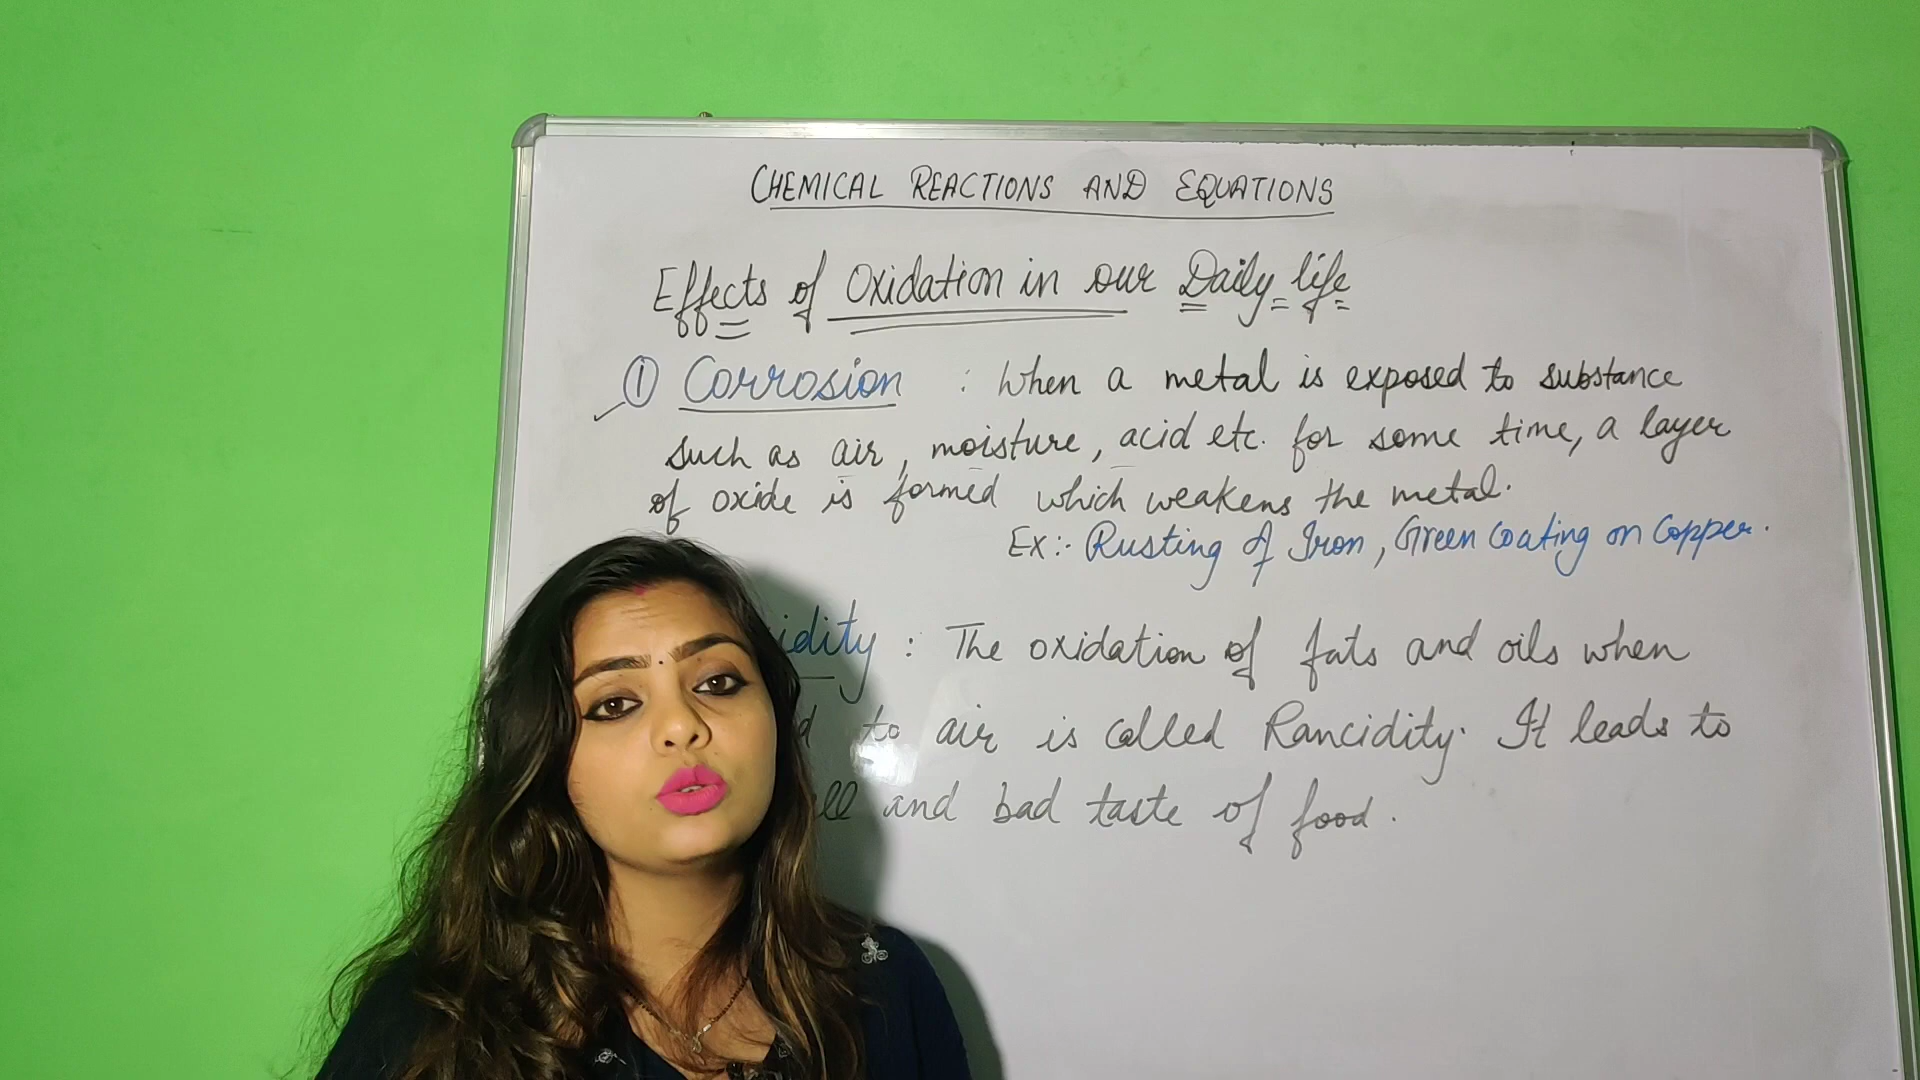 CHEMICAL REACTIONS AND EQUATIONS
Effects of Oxidation in our Daily life
① Corrosion : When a metal is exposed to substance
such as air, moisture, acid etc. for some time, a layer
of oxide is formed which weakens the metal.
Ex:- Rusting of Iron, Green Coating on Copper.
idity : The oxidation of fats and oils when
d to air is called Rancidity. It leads to
ell and bad taste of food.